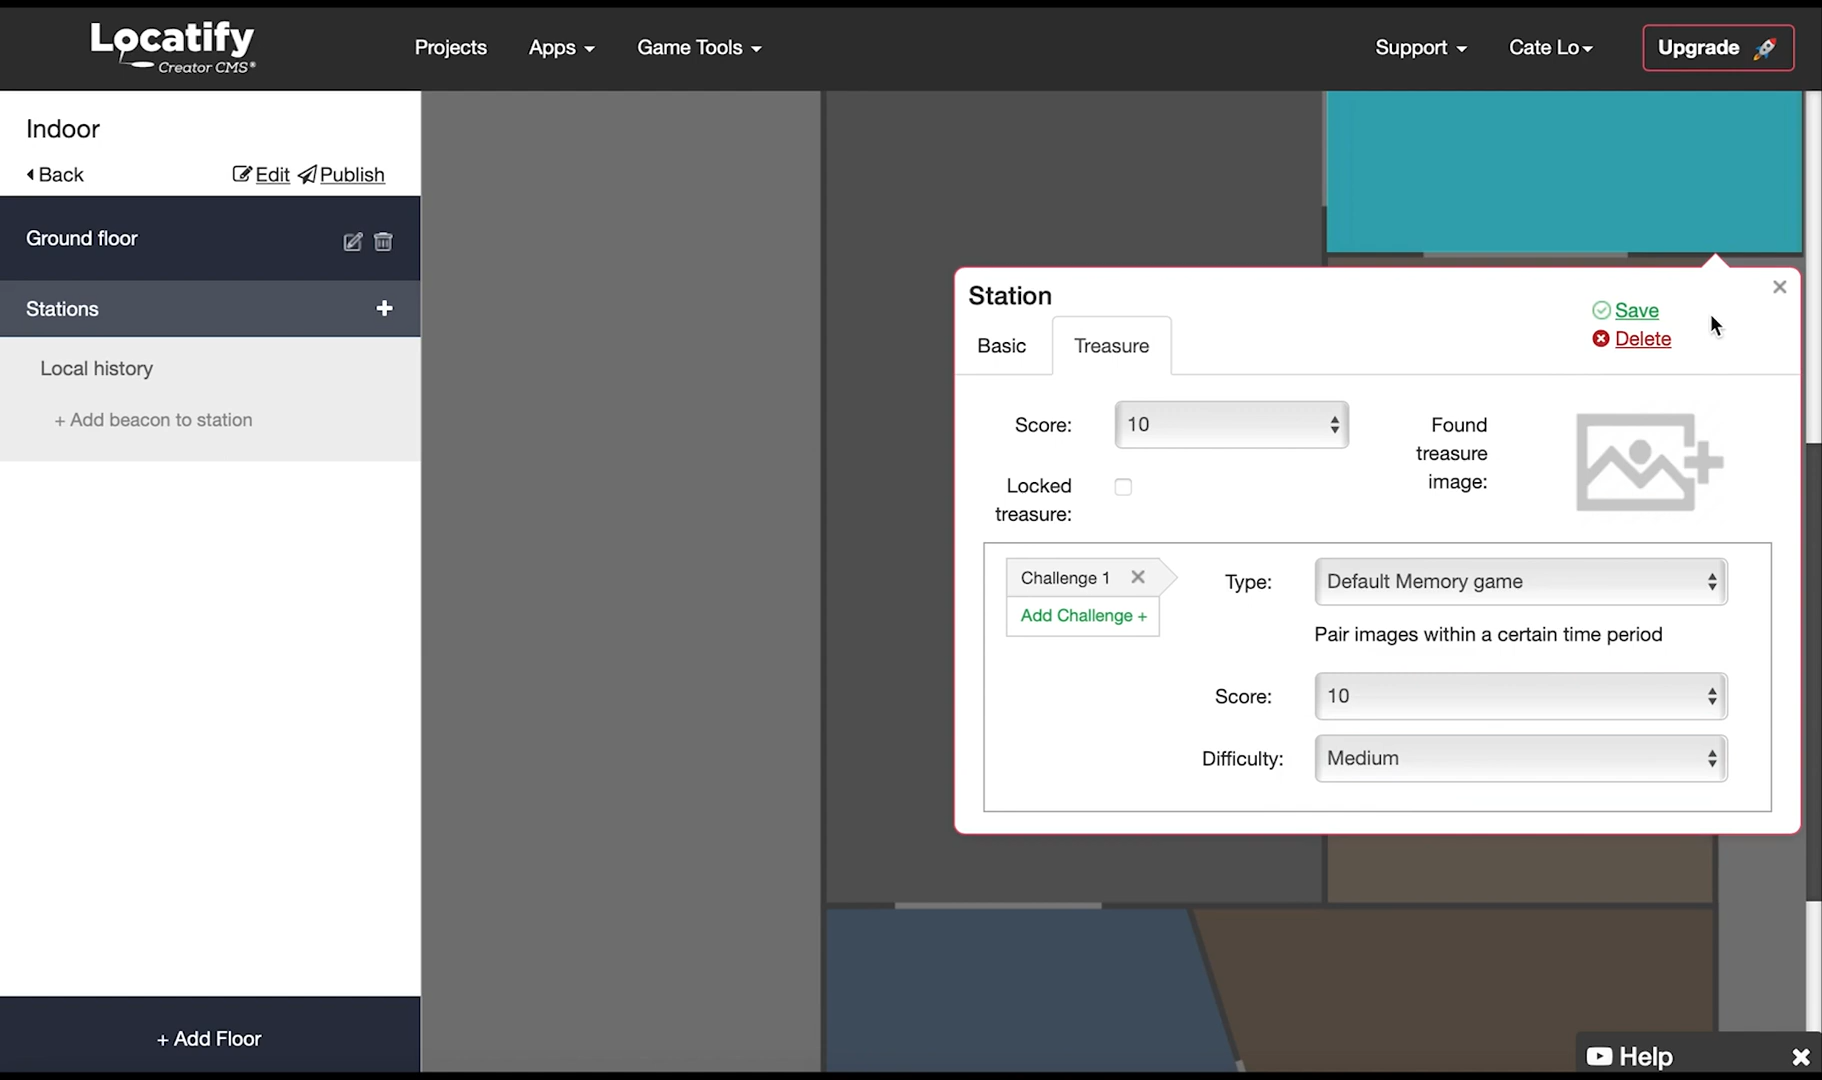 Locatify
Creator CMS®
Projects
Apps
Game Tools
Support
Cate Lo
Upgrade
Indoor
Back
Edit
Publish
Ground floor
Stations
Local history
+ Add beacon to station
+ Add Floor
Station
Save
Delete
Basic
Treasure
Score:
10
Found
treasure
image:
Locked
treasure:
Challenge 1
Add Challenge +
Type:
Default Memory game
Pair images within a certain time period
Score:
10
Difficulty:
Medium
Help